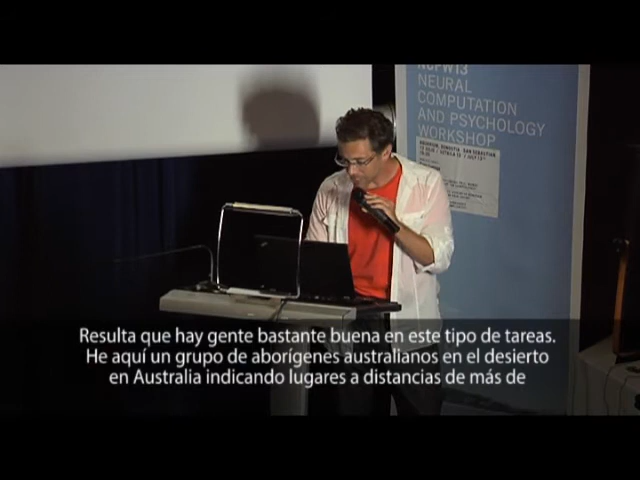 NCPW13
NEURAL
COMPUTATION
AND PSYCHOLOGY
WORKSHOP
Resulta que hay gente bastante buena en este tipo de tareas.
He aquí un grupo de aborígenes australianos en el desierto
en Australia indicando lugares a distancias de más de